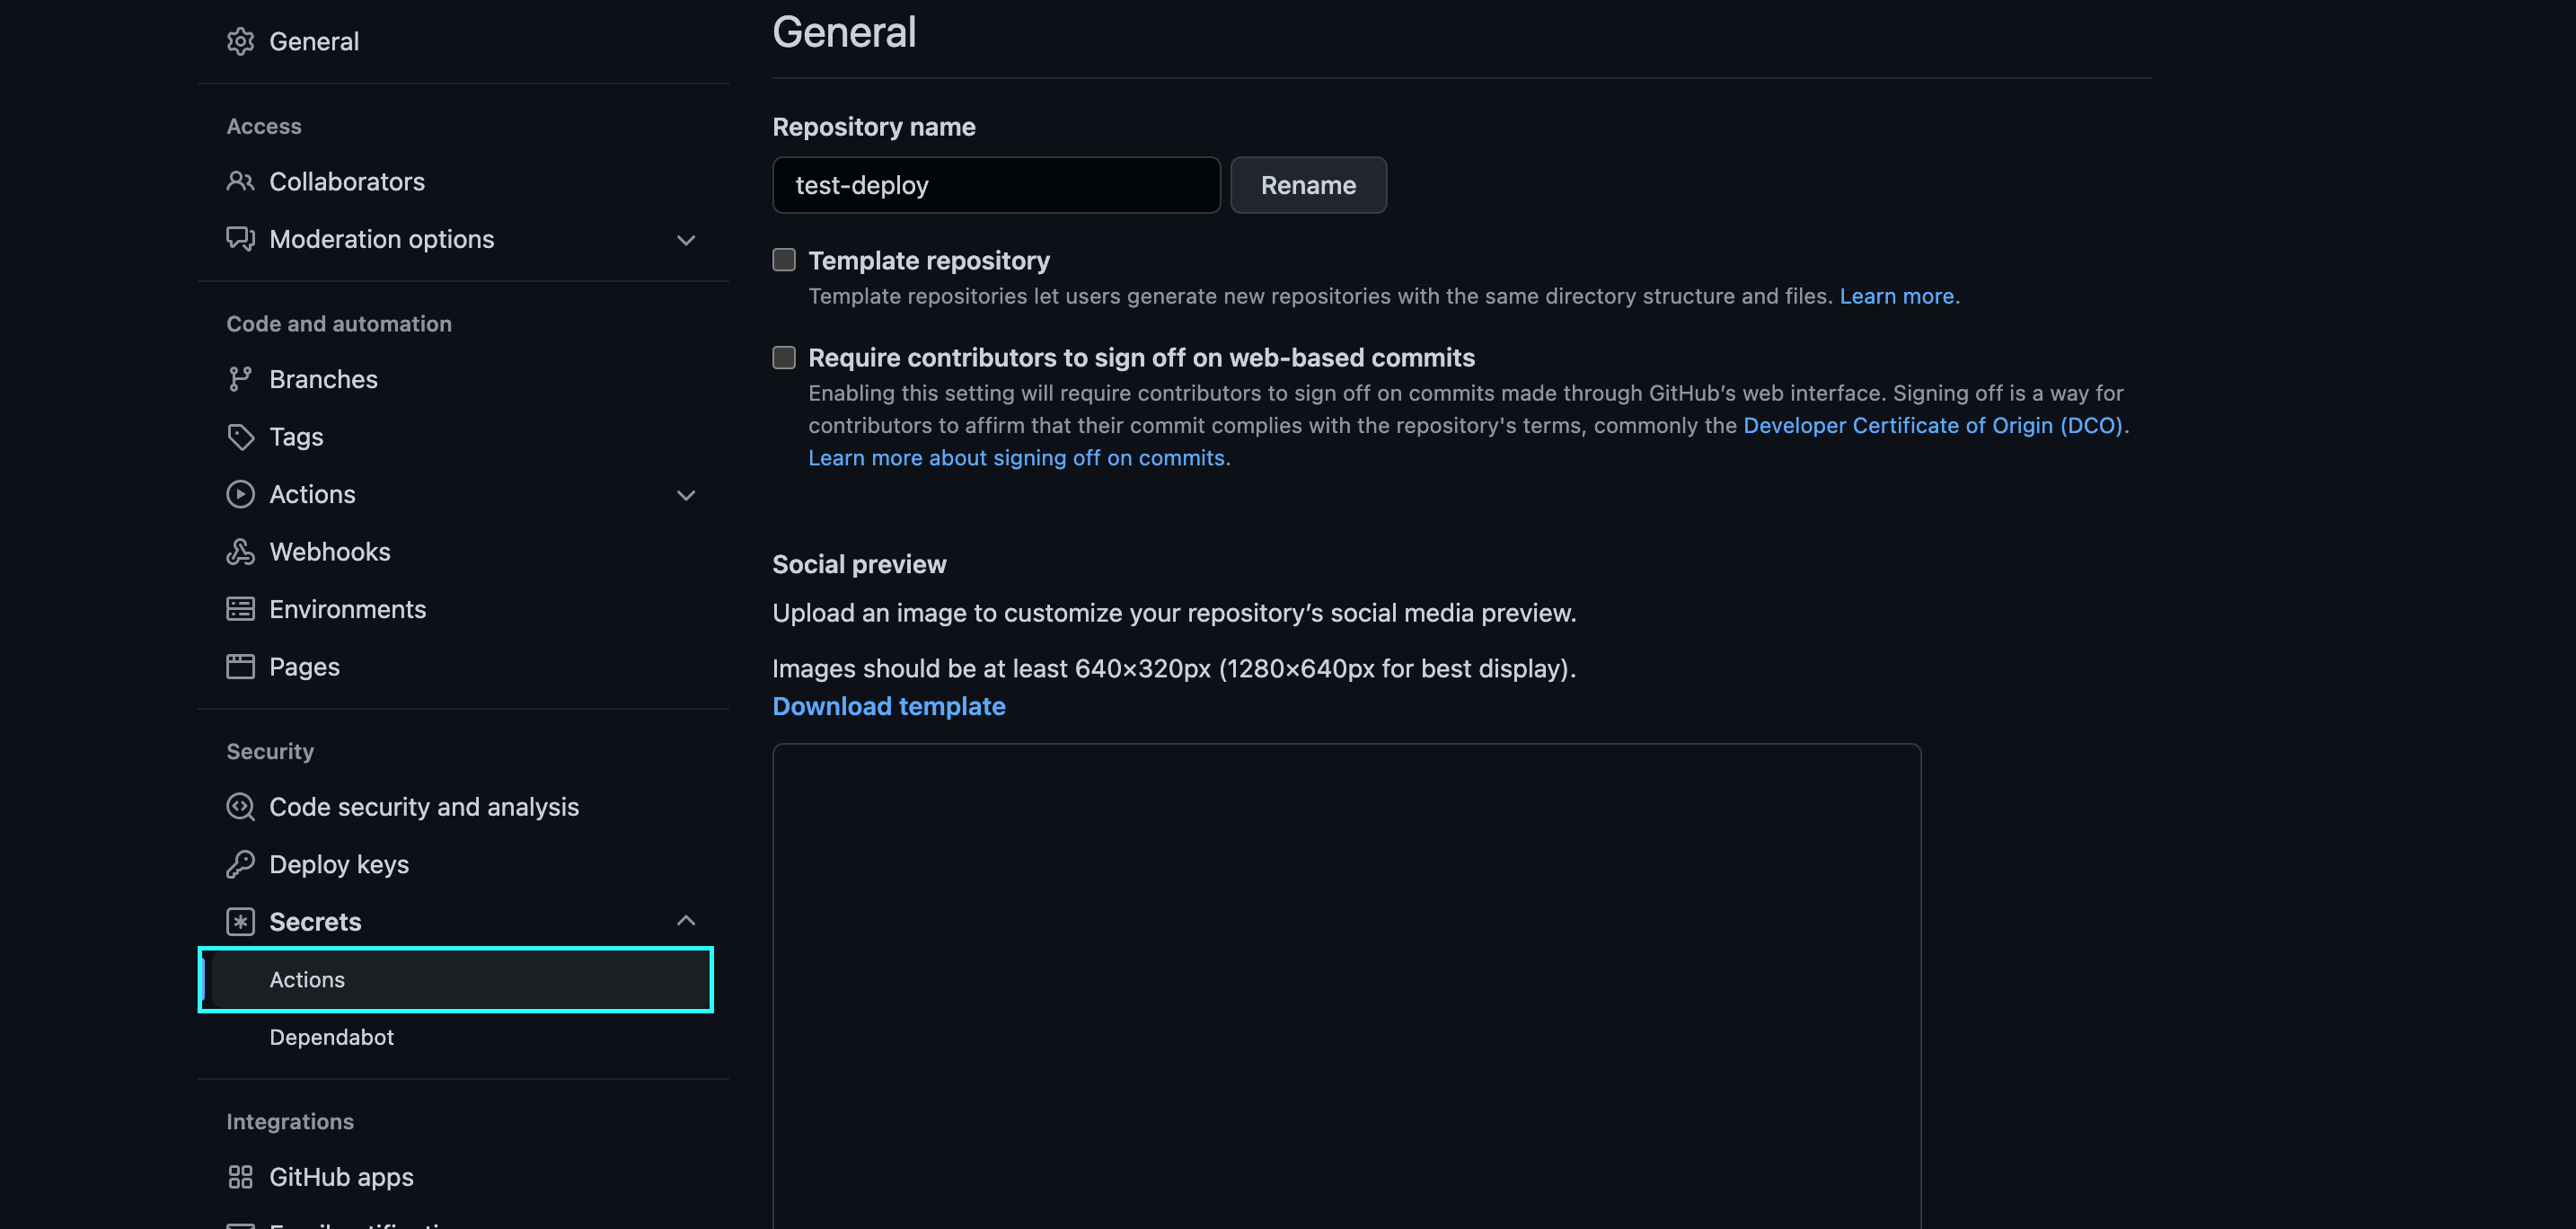 General
Access
Collaborators
Moderation options
Code and automation
Branches
Tags
Actions
Webhooks
Environments
Pages
Security
Code security and analysis
Deploy keys
Secrets
Actions
Dependabot
Integrations
GitHub apps
General
Repository name
test-deploy
Rename
Template repository
Template repositories let users generate new repositories with the same directory structure and files. Learn more.
Require contributors to sign off on web-based commits
Enabling this setting will require contributors to sign off on commits made through GitHub’s web interface. Signing off is a way for
contributors to affirm that their commit complies with the repository's terms, commonly the Developer Certificate of Origin (DCO).
Learn more about signing off on commits.
Social preview
Upload an image to customize your repository’s social media preview.
Images should be at least 640×320px (1280×640px for best display).
Download template